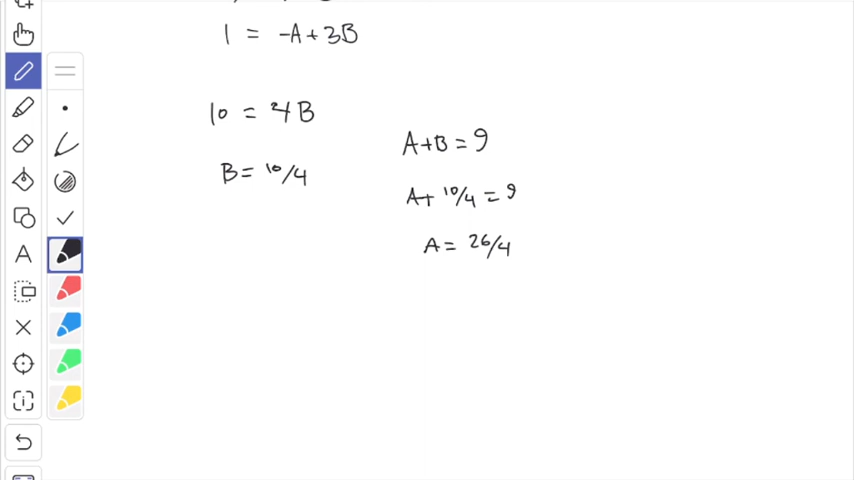 1 = -A+3B
10 = 4B
B = 10/4
A+B = 9
A+ 10/4 = 9
A = 26/4